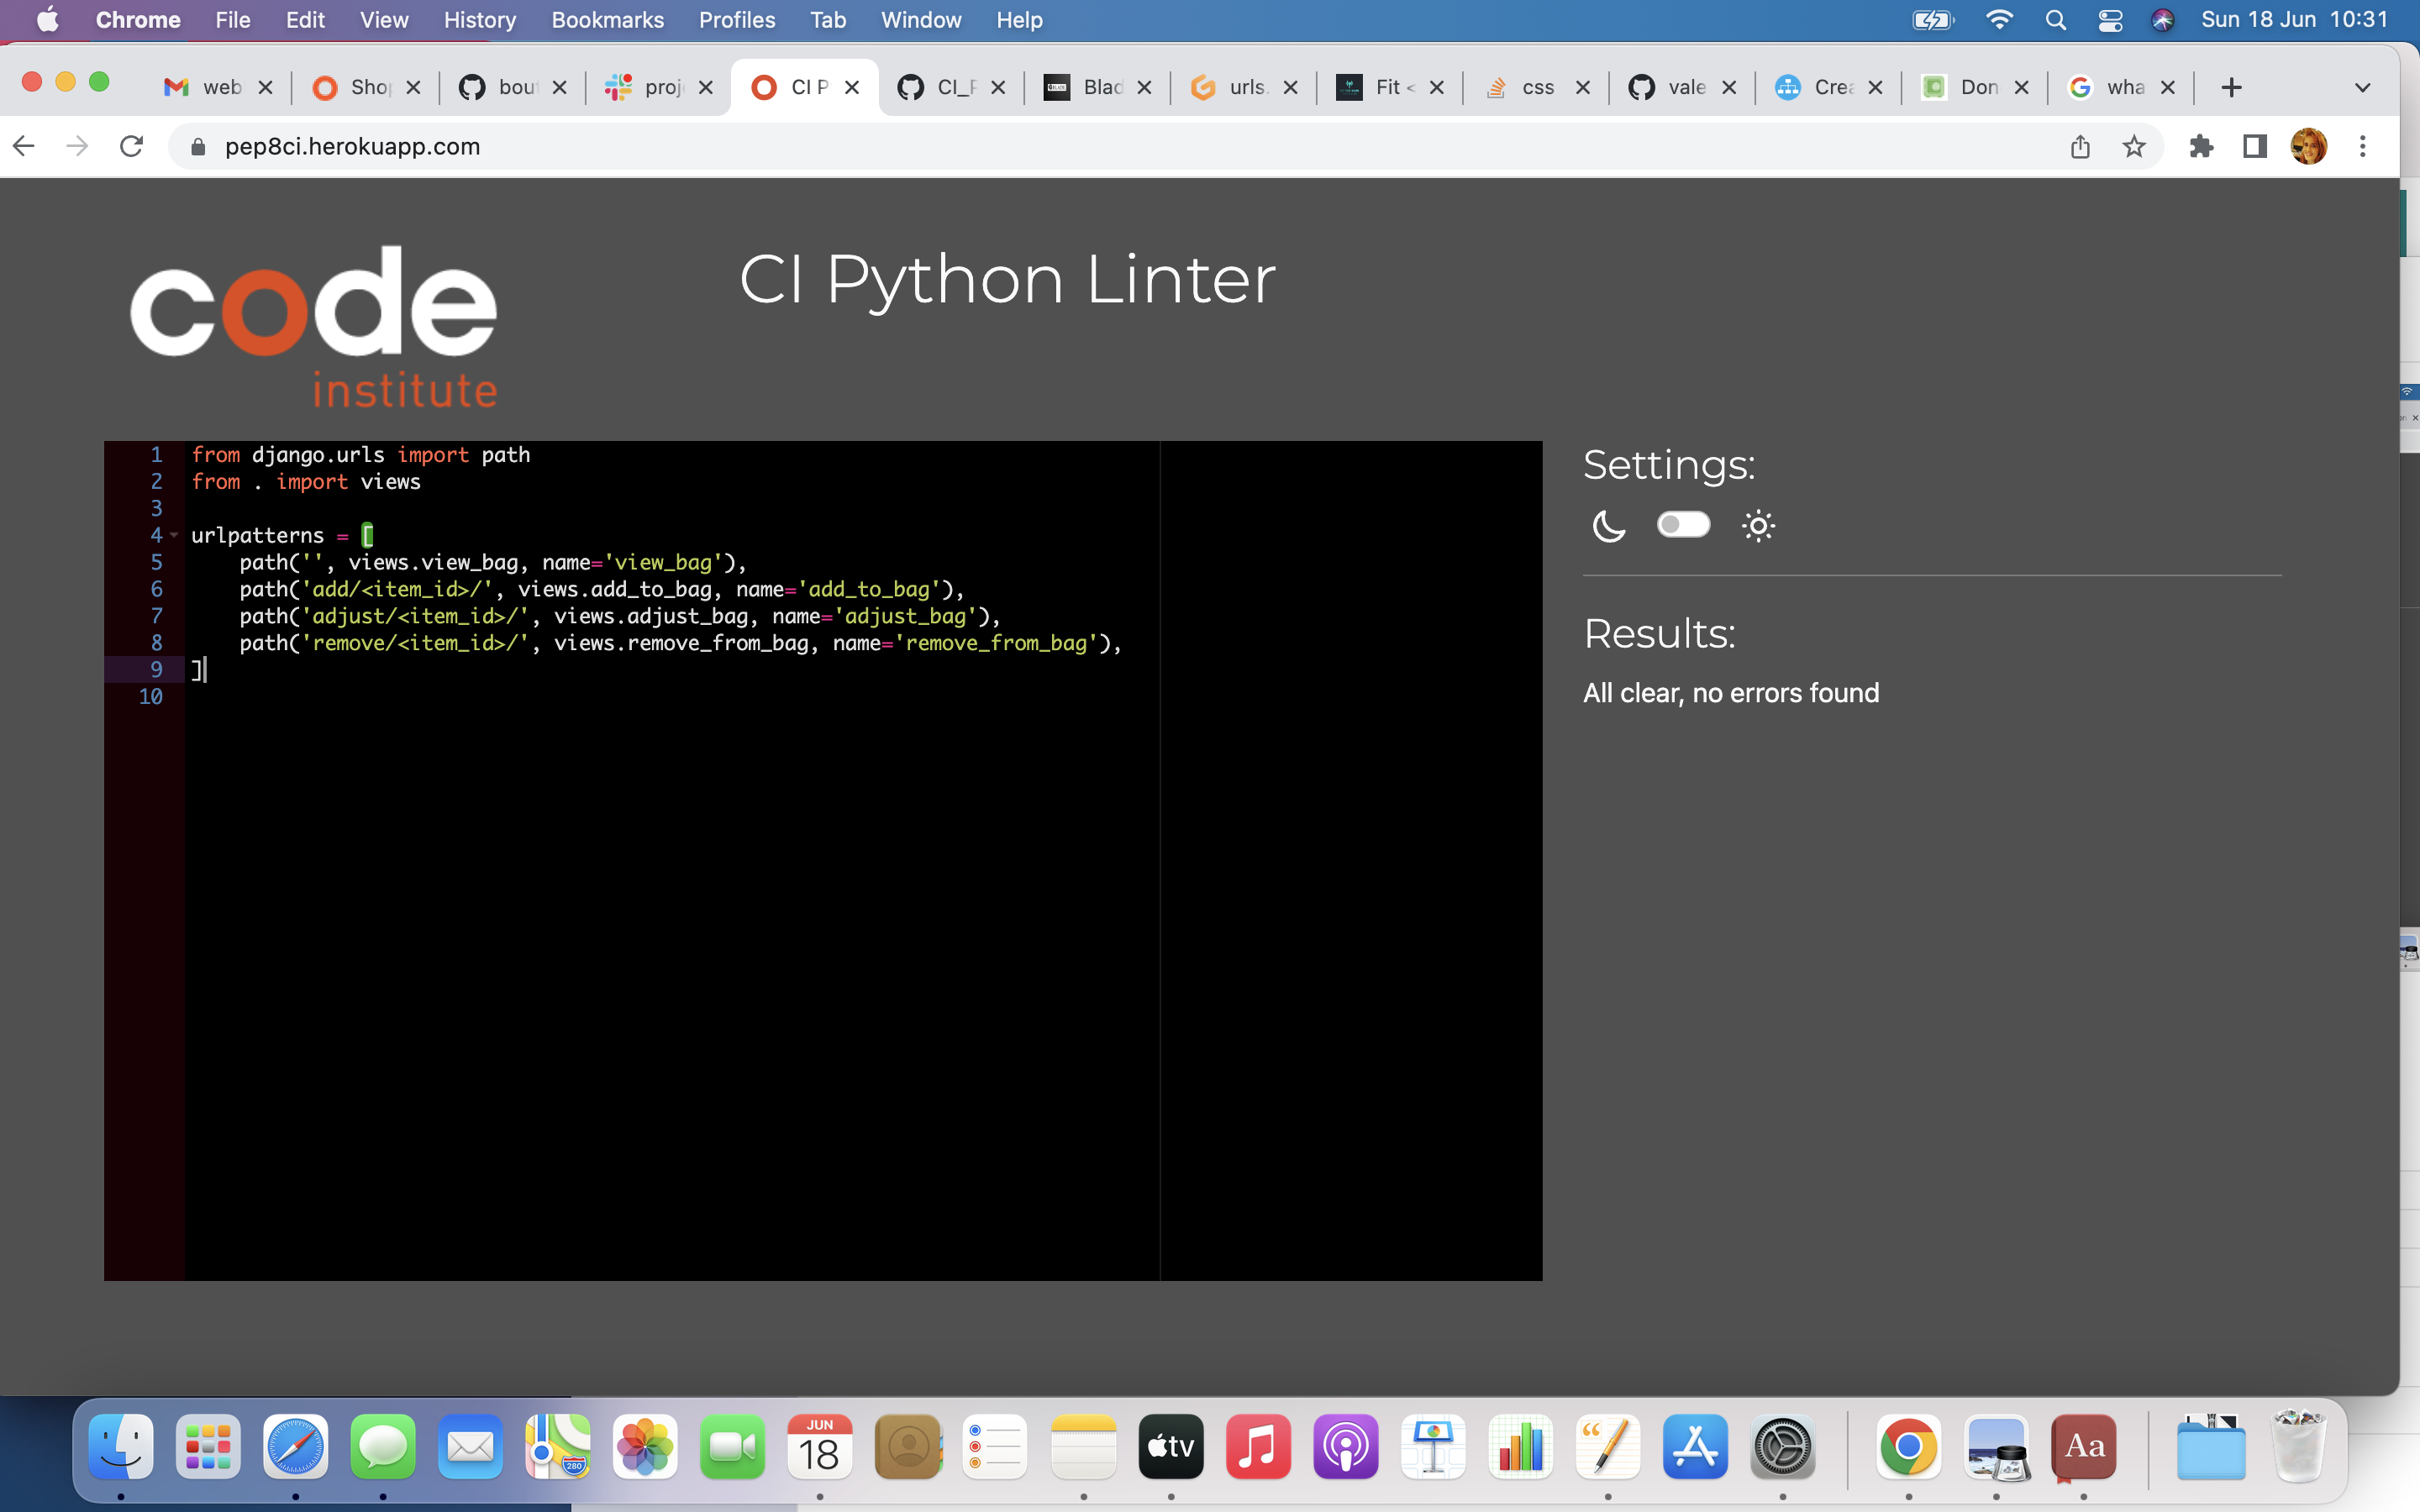 Chrome File Edit View History Bookmarks Profiles Tab Window Help Sun 18 Jun 10:31
web Sho bou proj CI P CI_P Blad urls. Fit < css vale Crea Don wha
pep8ci.herokuapp.com
code
institute
CI Python Linter
1 from django.urls import path
2 from . import views
3
4 urlpatterns = [
5 path('', views.view_bag, name='view_bag'),
6 path('add/<item_id>/', views.add_to_bag, name='add_to_bag'),
7 path('adjust/<item_id>/', views.adjust_bag, name='adjust_bag'),
8 path('remove/<item_id>/', views.remove_from_bag, name='remove_from_bag'),
9 ]
10
Settings:
Results:
All clear, no errors found
JUN
18
280
tv
Aa